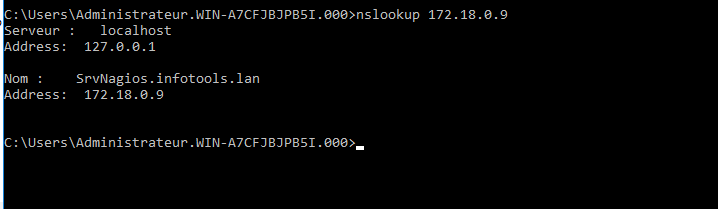 C:\Users\Administrateur.WIN-A7CFJBJPB5I.000>nslookup 172.18.0.9
Serveur :   localhost
Address:  127.0.0.1

Nom :    SrvNagios.infotools.lan
Address:  172.18.0.9

C:\Users\Administrateur.WIN-A7CFJBJPB5I.000>